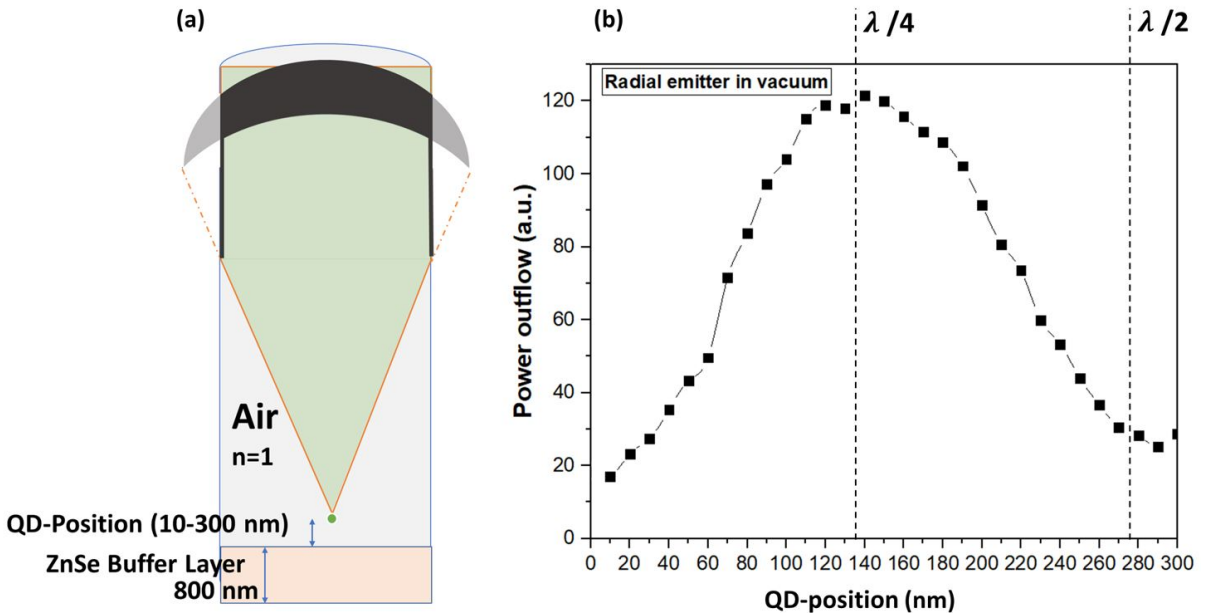 (a)
Air
n=1
QD-Position (10-300 nm)
ZnSe Buffer Layer
800 nm
(b)
λ /4
λ /2
Radial emitter in vacuum
Power outflow (a.u.)
120
100
80
60
40
20
0
0 20 40 60 80 100 120 140 160 180 200 220 240 260 280 300
QD-position (nm)